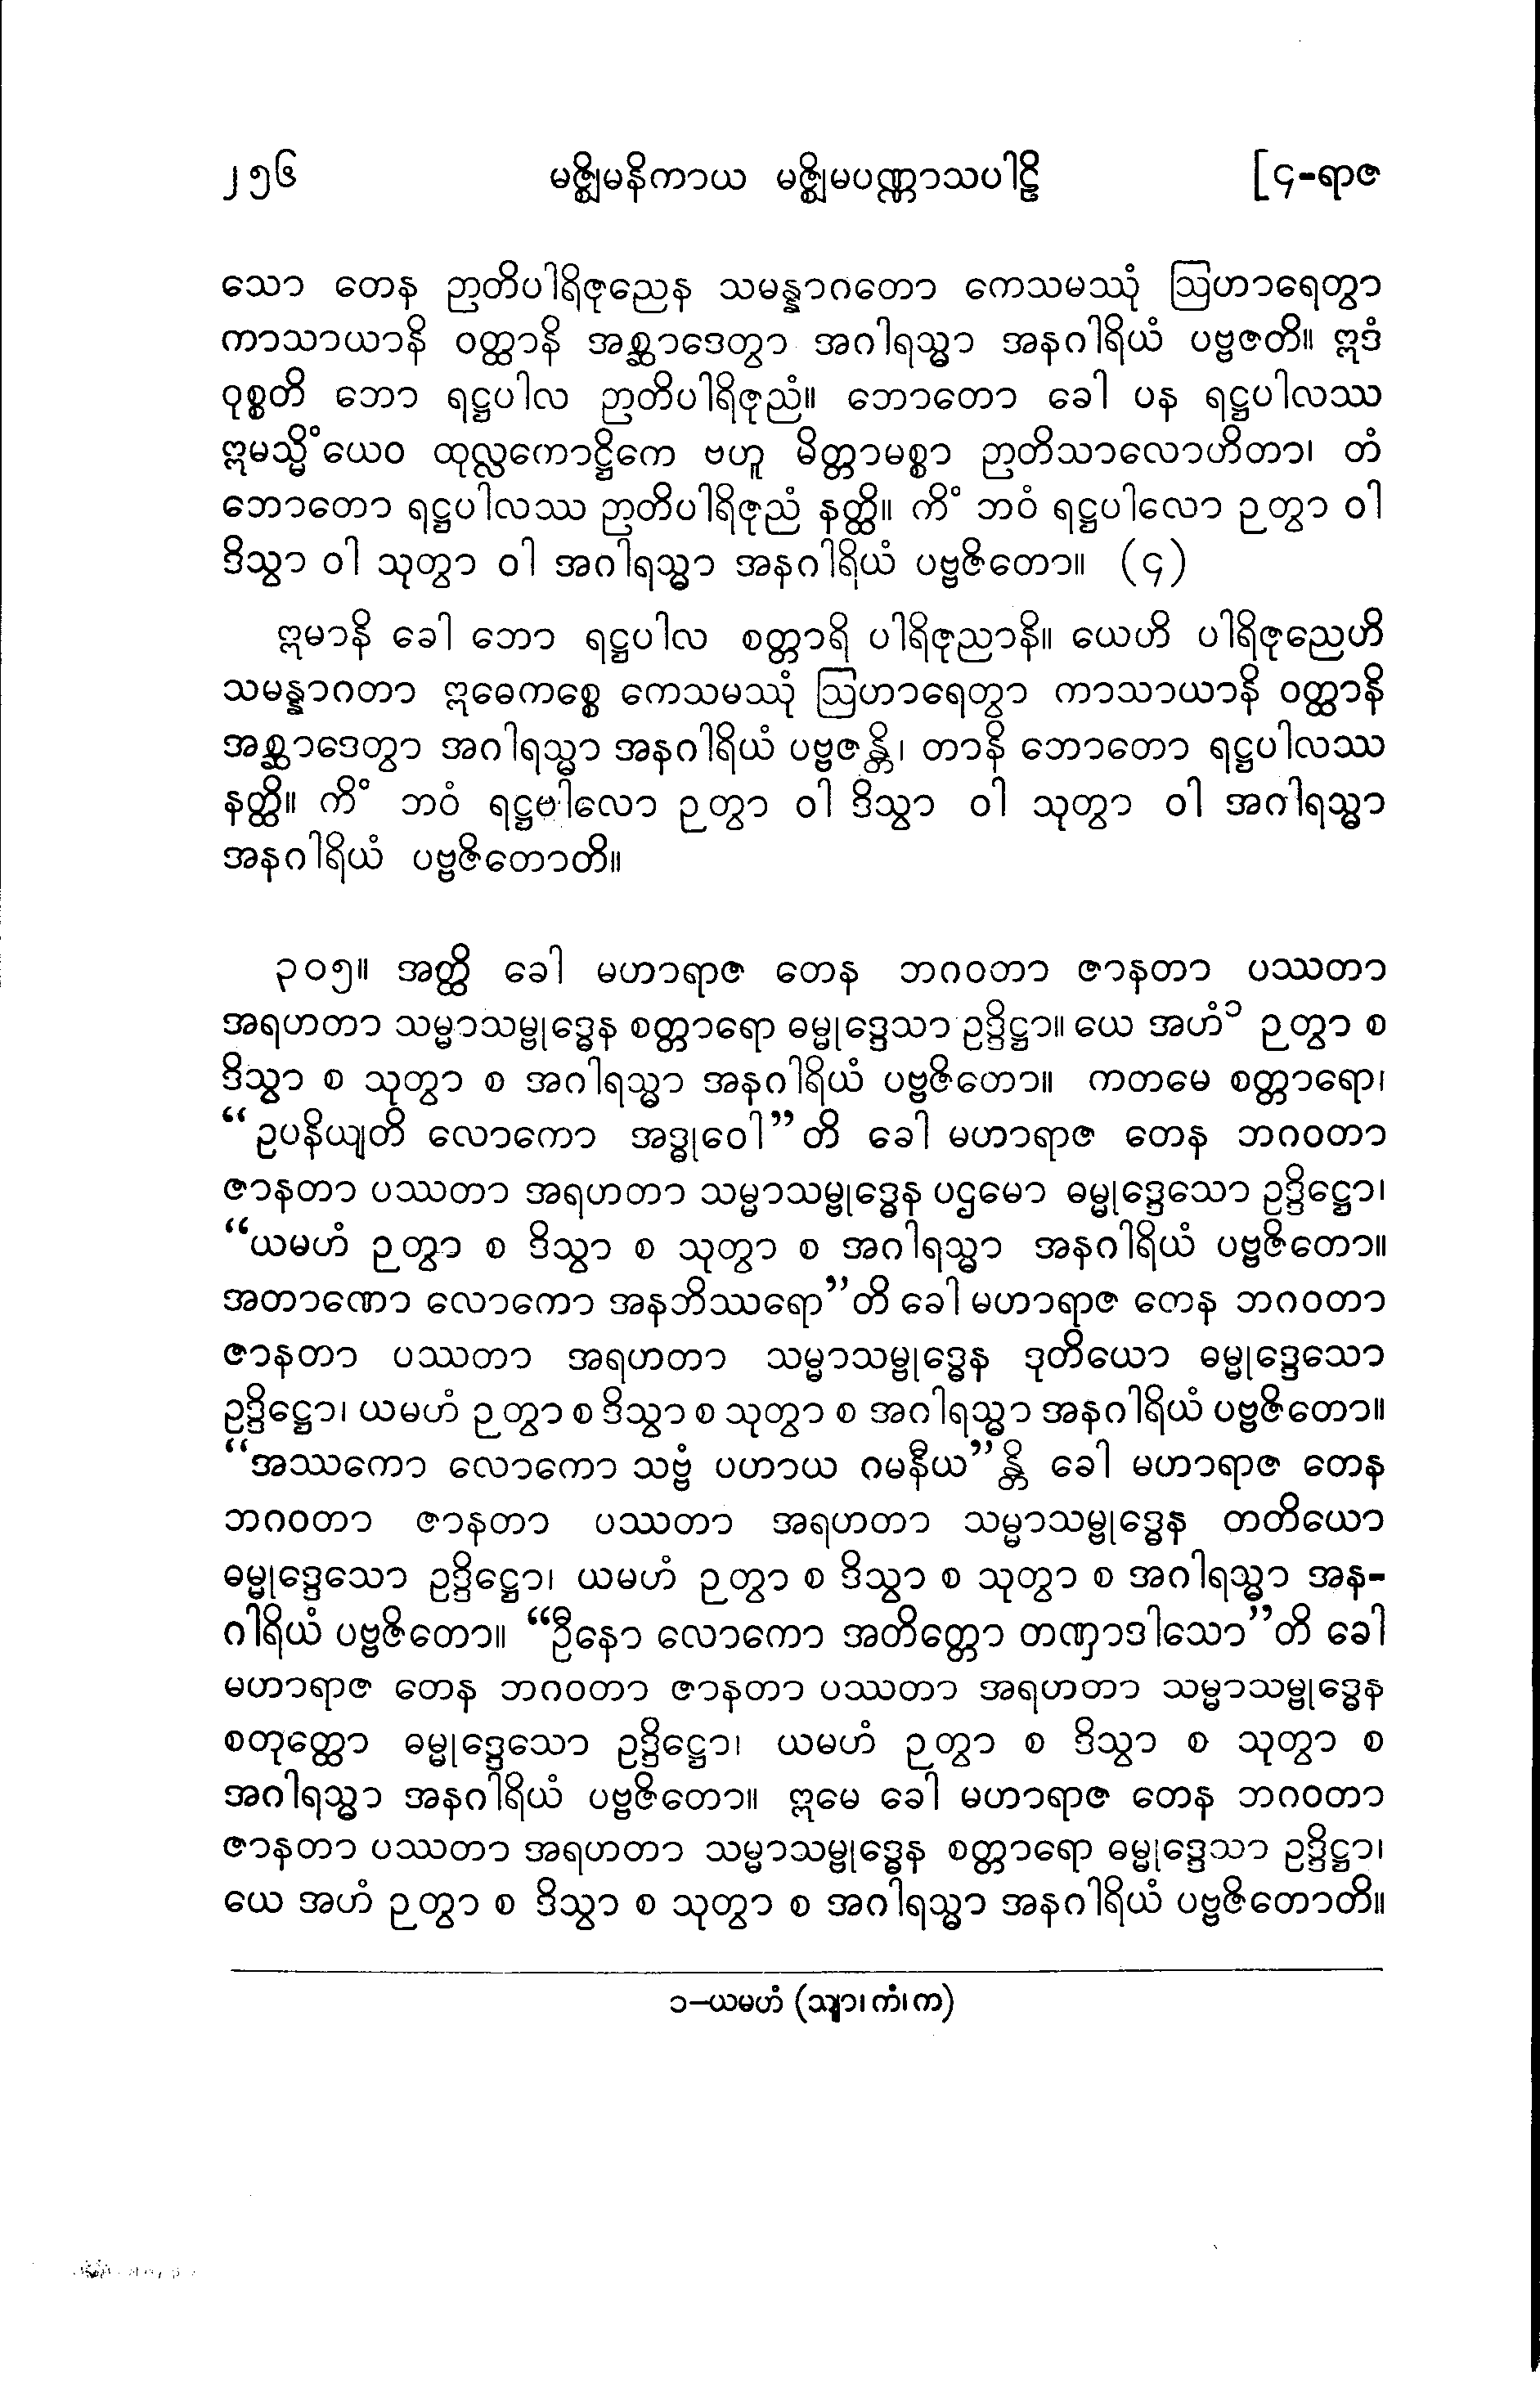 ၂၅၆ မဇ္ဈိမနိကာယ မဇ္ဈိမပဏ္ဏာသပါဠိ [၄-ရာဇ
သော တေန ဉာတိပါရိဇုညေန သမန္နာဂတော ကေသမဿုံ ဩဟာရေတွာ
ကာသာယာနိ ဝတ္ထာနိ အစ္ဆာဒေတွာ အဂါရသ္မာ အနဂါရိယံ ပဗ္ဗဇတိ။ ဣဒံ
ဝုစ္စတိ ဘော ရဋ္ဌပါလ ဉာတိပါရိဇုညံ။ ဘောတော ခေါ ပန ရဋ္ဌပါလဿ
ဣမသ္မိံယေဝ ထုလ္လကောဋ္ဌိကေ ဗဟူ မိတ္တာမစ္စာ ဉာတိသာလောဟိတာ၊ တံ
ဘောတော ရဋ္ဌပါလဿ ဉာတိပါရိဇုညံ နတ္ထိ။ ကိံ ဘဝံ ရဋ္ဌပါလော ဉတွာ ဝါ
ဒိသွာ ဝါ သုတွာ ဝါ အဂါရသ္မာ အနဂါရိယံ ပဗ္ဗဇိတော။ (၄)
ဣမာနိ ခေါ ဘော ရဋ္ဌပါလ စတ္တာရိ ပါရိဇုညာနိ။ ယေဟိ ပါရိဇုညေဟိ
သမန္နာဂတာ ဣဓေကစ္စေ ကေသမဿုံ ဩဟာရေတွာ ကာသာယာနိ ဝတ္ထာနိ
အစ္ဆာဒေတွာ အဂါရသ္မာ အနဂါရိယံ ပဗ္ဗဇန္တိ၊ တာနိ ဘောတော ရဋ္ဌပါလဿ
နတ္ထိ။ ကိံ ဘဝံ ရဋ္ဌပါလော ဉတွာ ဝါ ဒိသွာ ဝါ သုတွာ ဝါ အဂါရသ္မာ
အနဂါရိယံ ပဗ္ဗဇိတောတိ။
၃၀၅။ အတ္ထိ ခေါ မဟာရာဇ တေန ဘဂဝတာ ဇာနတာ ပဿတာ
အရဟတာ သမ္မာသမ္ဗုဒ္ဓေန စတ္တာရော ဓမ္မုဒ္ဒေသာ ဥဒ္ဒိဋ္ဌာ။ ယေ အဟံ၁ ဉတွာ စ
ဒိသွာ စ သုတွာ စ အဂါရသ္မာ အနဂါရိယံ ပဗ္ဗဇိတော။ ကတမေ စတ္တာရော၊
“ဥပနိယျတိ လောကော အဒ္ဓုဝေါ”တိ ခေါ မဟာရာဇ တေန ဘဂဝတာ
ဇာနတာ ပဿတာ အရဟတာ သမ္မာသမ္ဗုဒ္ဓေန ပဌမော ဓမ္မုဒ္ဒေသော ဥဒ္ဒိဋ္ဌော၊
“ယမဟံ ဉတွာ စ ဒိသွာ စ သုတွာ စ အဂါရသ္မာ အနဂါရိယံ ပဗ္ဗဇိတော။
အတာဏော လောကော အနဘိဿရော”တိ ခေါ မဟာရာဇ တေန ဘဂဝတာ
ဇာနတာ ပဿတာ အရဟတာ သမ္မာသမ္ဗုဒ္ဓေန ဒုတိယော ဓမ္မုဒ္ဒေသော
ဥဒ္ဒိဋ္ဌော၊ ယမဟံ ဉတွာ စ ဒိသွာ စ သုတွာ စ အဂါရသ္မာ အနဂါရိယံ ပဗ္ဗဇိတော။
“အဿကော လောကော သဗ္ဗံ ပဟာယ ဂမနီယ”န္တိ ခေါ မဟာရာဇ တေန
ဘဂဝတာ ဇာနတာ ပဿတာ အရဟတာ သမ္မာသမ္ဗုဒ္ဓေန တတိယော
ဓမ္မုဒ္ဒေသော ဥဒ္ဒိဋ္ဌော၊ ယမဟံ ဉတွာ စ ဒိသွာ စ သုတွာ စ အဂါရသ္မာ အန-
ဂါရိယံ ပဗ္ဗဇိတော။ “ဦနော လောကော အတိတ္တော တဏှာဒါသော”တိ ခေါ
မဟာရာဇ တေန ဘဂဝတာ ဇာနတာ ပဿတာ အရဟတာ သမ္မာသမ္ဗုဒ္ဓေန
စတုတ္ထော ဓမ္မုဒ္ဒေသော ဥဒ္ဒိဋ္ဌော၊ ယမဟံ ဉတွာ စ ဒိသွာ စ သုတွာ စ
အဂါရသ္မာ အနဂါရိယံ ပဗ္ဗဇိတော။ ဣမေ ခေါ မဟာရာဇ တေန ဘဂဝတာ
ဇာနတာ ပဿတာ အရဟတာ သမ္မာသမ္ဗုဒ္ဓေန စတ္တာရော ဓမ္မုဒ္ဒေသာ ဥဒ္ဒိဋ္ဌာ၊
ယေ အဟံ ဉတွာ စ ဒိသွာ စ သုတွာ စ အဂါရသ္မာ အနဂါရိယံ ပဗ္ဗဇိတောတိ။
၁–ယမဟံ (သျာ၊ ကံ၊ က)